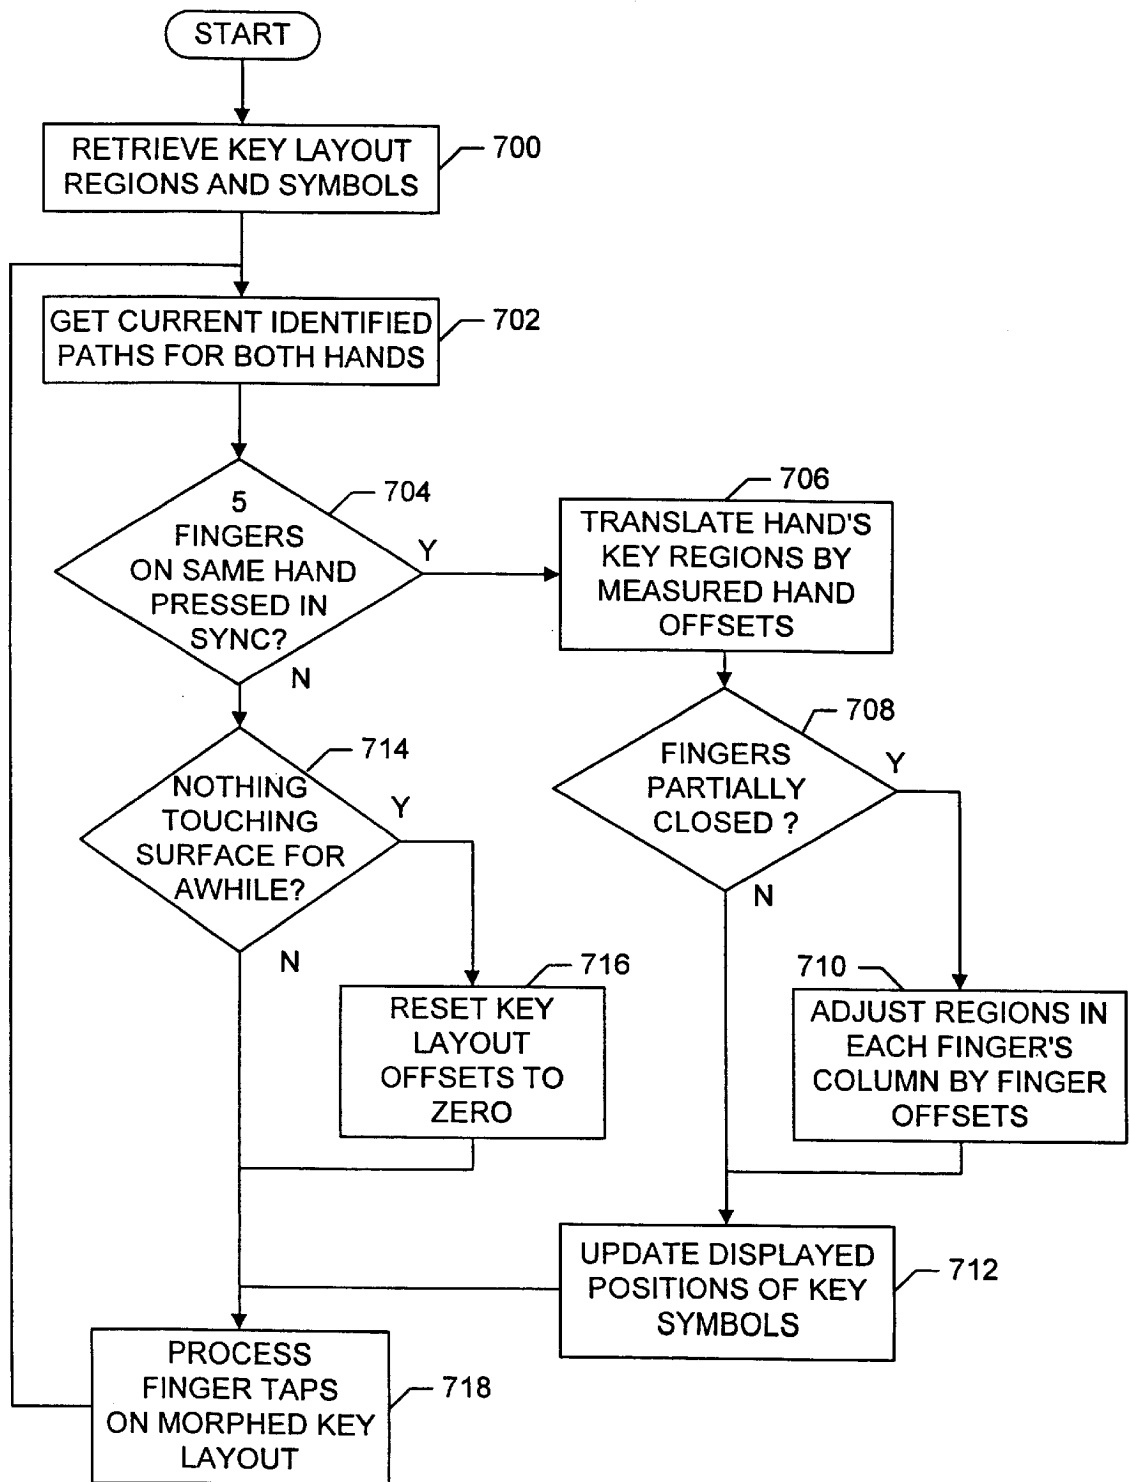 START
RETRIEVE KEY LAYOUT
REGIONS AND SYMBOLS
700
GET CURRENT IDENTIFIED
PATHS FOR BOTH HANDS
702
5
FINGERS
ON SAME HAND
PRESSED IN
SYNC?
704
Y
N
706
TRANSLATE HAND'S
KEY REGIONS BY
MEASURED HAND
OFFSETS
708
FINGERS
PARTIALLY
CLOSED ?
Y
N
714
NOTHING
TOUCHING
SURFACE FOR
AWHILE?
Y
N
716
RESET KEY
LAYOUT
OFFSETS TO
ZERO
710
ADJUST REGIONS IN
EACH FINGER'S
COLUMN BY FINGER
OFFSETS
UPDATE DISPLAYED
POSITIONS OF KEY
SYMBOLS
712
PROCESS
FINGER TAPS
ON MORPHED KEY
LAYOUT
718